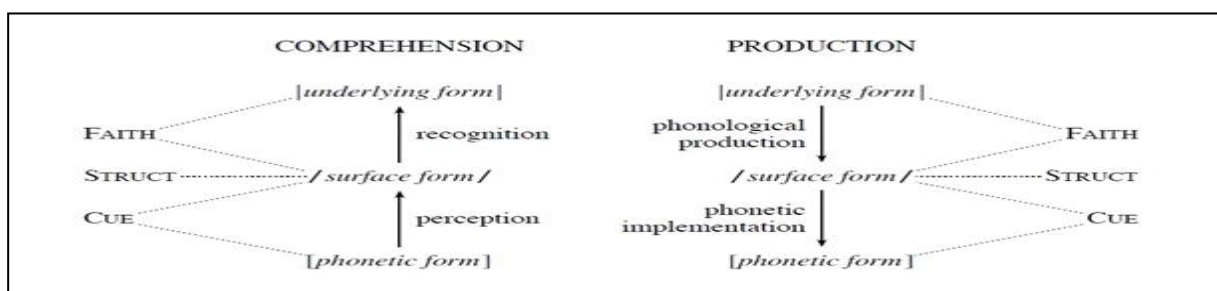 COMPREHENSION PRODUCTION
|underlying form| |underlying form|
FAITH recognition phonological production FAITH
STRUCT /surface form/ /surface form/ STRUCT
CUE perception phonetic implementation CUE
[phonetic form] [phonetic form]